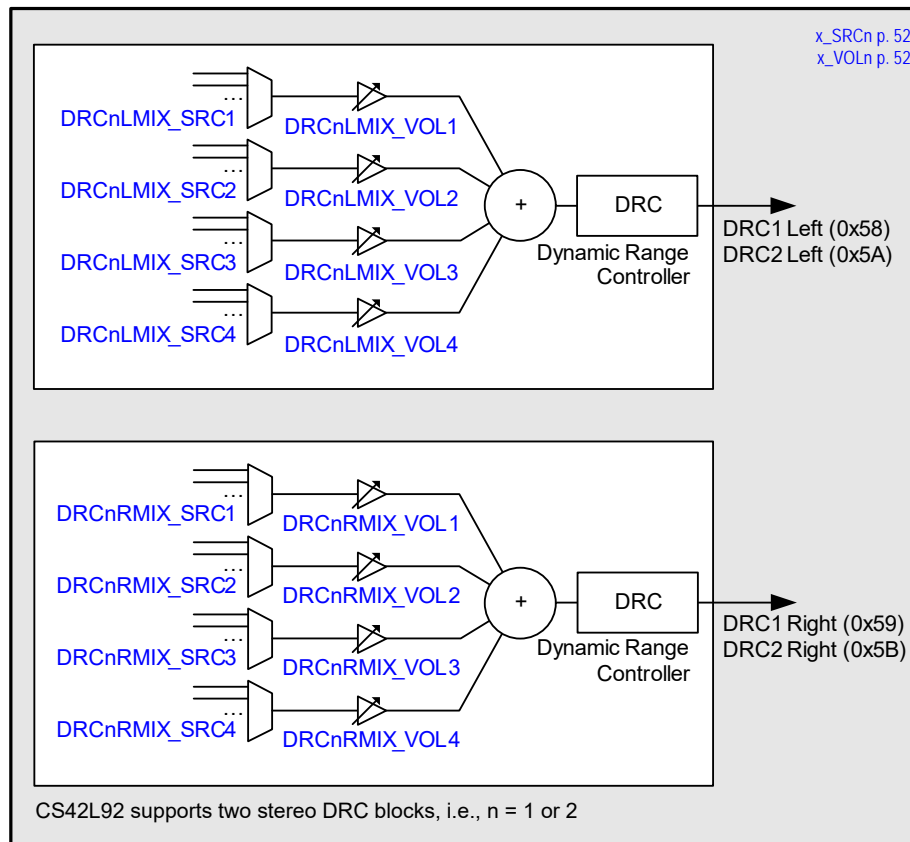 x_SRCn p. 52
x_VOLn p. 52
...
DRCnLMIX_SRC1
DRCnLMIX_VOL1
...
DRCnLMIX_SRC2
DRCnLMIX_VOL2
...
DRCnLMIX_SRC3
DRCnLMIX_VOL3
...
DRCnLMIX_SRC4
DRCnLMIX_VOL4
+
DRC
Dynamic Range
Controller
DRC1 Left (0x58)
DRC2 Left (0x5A)
...
DRCnRMIX_SRC1
DRCnRMIX_VOL1
...
DRCnRMIX_SRC2
DRCnRMIX_VOL2
...
DRCnRMIX_SRC3
DRCnRMIX_VOL3
...
DRCnRMIX_SRC4
DRCnRMIX_VOL4
+
DRC
Dynamic Range
Controller
DRC1 Right (0x59)
DRC2 Right (0x5B)
CS42L92 supports two stereo DRC blocks, i.e., n = 1 or 2